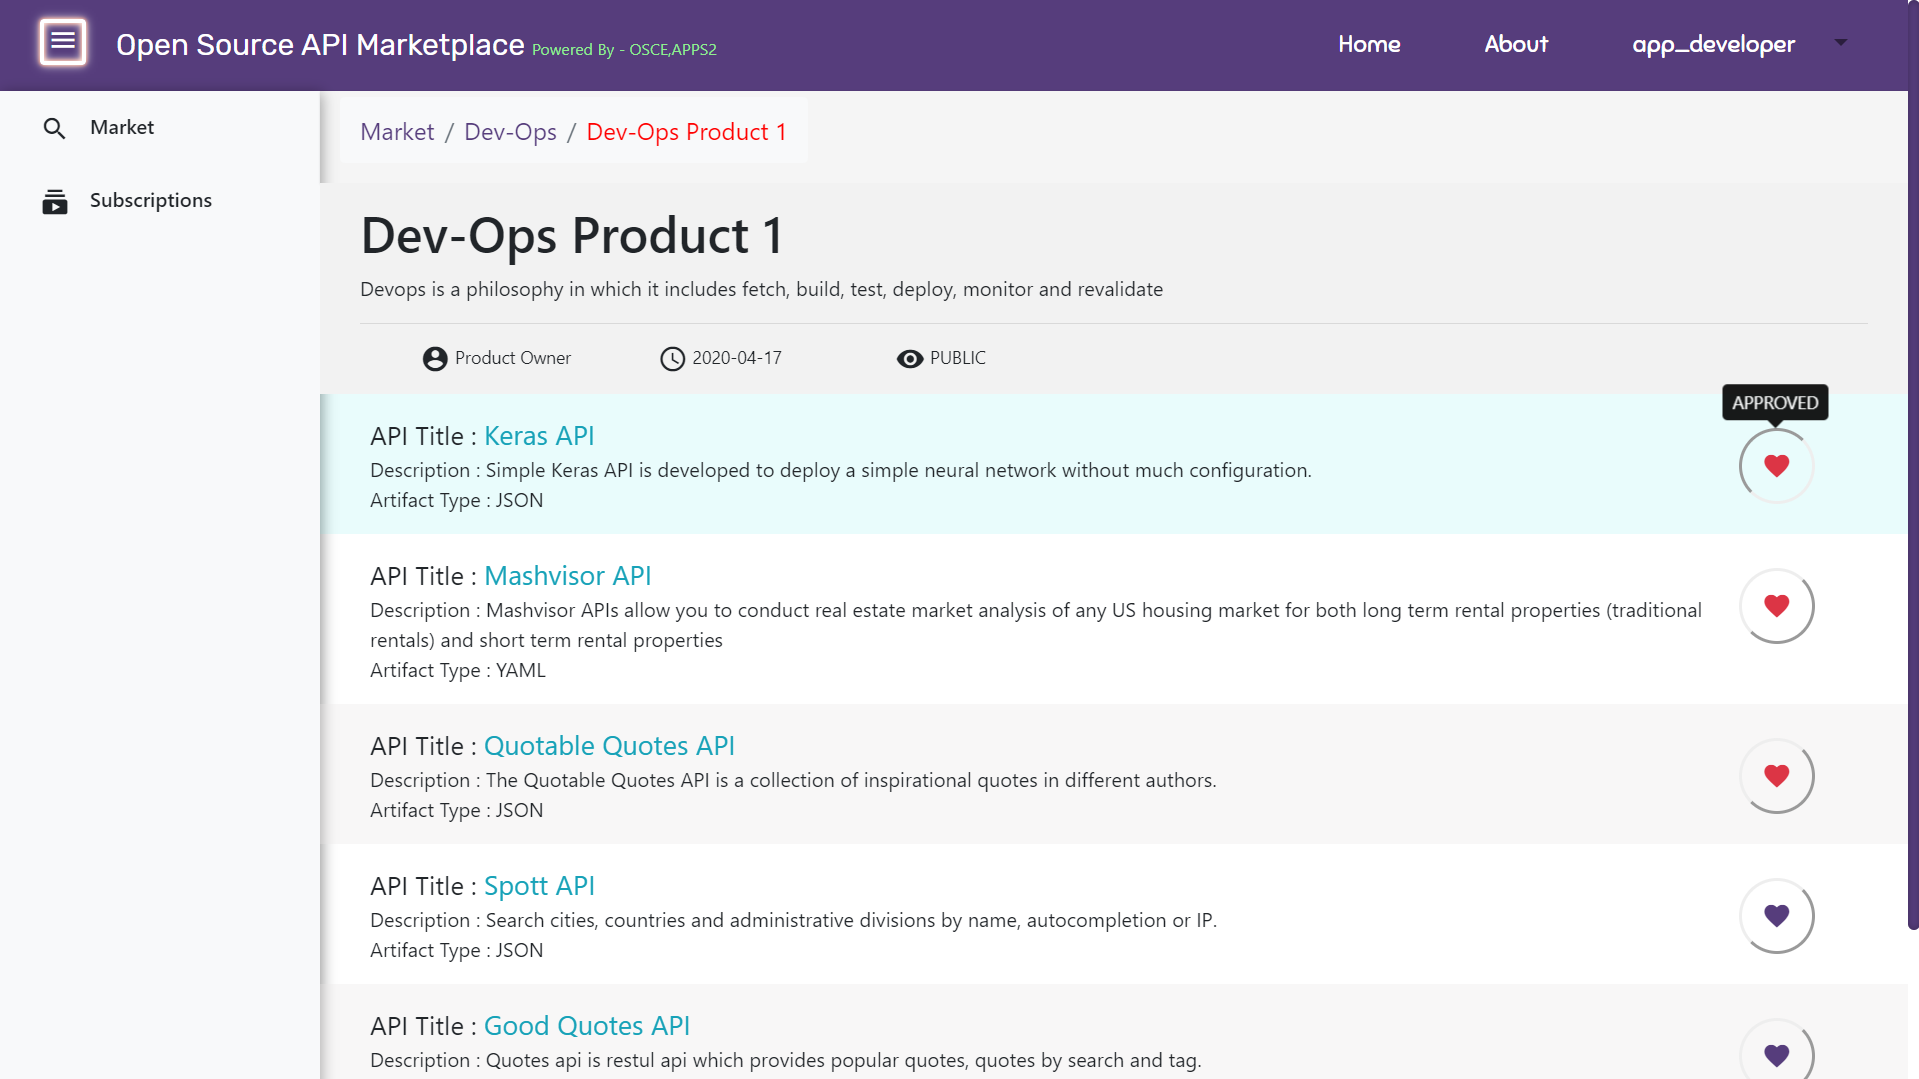 Open Source API Marketplace Powered By - OSCE,APPS2
Home About app_developer
Market
Subscriptions
Market / Dev-Ops / Dev-Ops Product 1
Dev-Ops Product 1
Devops is a philosophy in which it includes fetch, build, test, deploy, monitor and revalidate
Product Owner 2020-04-17 PUBLIC
APPROVED
API Title : Keras API
Description : Simple Keras API is developed to deploy a simple neural network without much configuration.
Artifact Type : JSON
API Title : Mashvisor API
Description : Mashvisor APIs allow you to conduct real estate market analysis of any US housing market for both long term rental properties (traditional
rentals) and short term rental properties
Artifact Type : YAML
API Title : Quotable Quotes API
Description : The Quotable Quotes API is a collection of inspirational quotes in different authors.
Artifact Type : JSON
API Title : Spott API
Description : Search cities, countries and administrative divisions by name, autocompletion or IP.
Artifact Type : JSON
API Title : Good Quotes API
Description : Quotes api is restul api which provides popular quotes, quotes by search and tag.